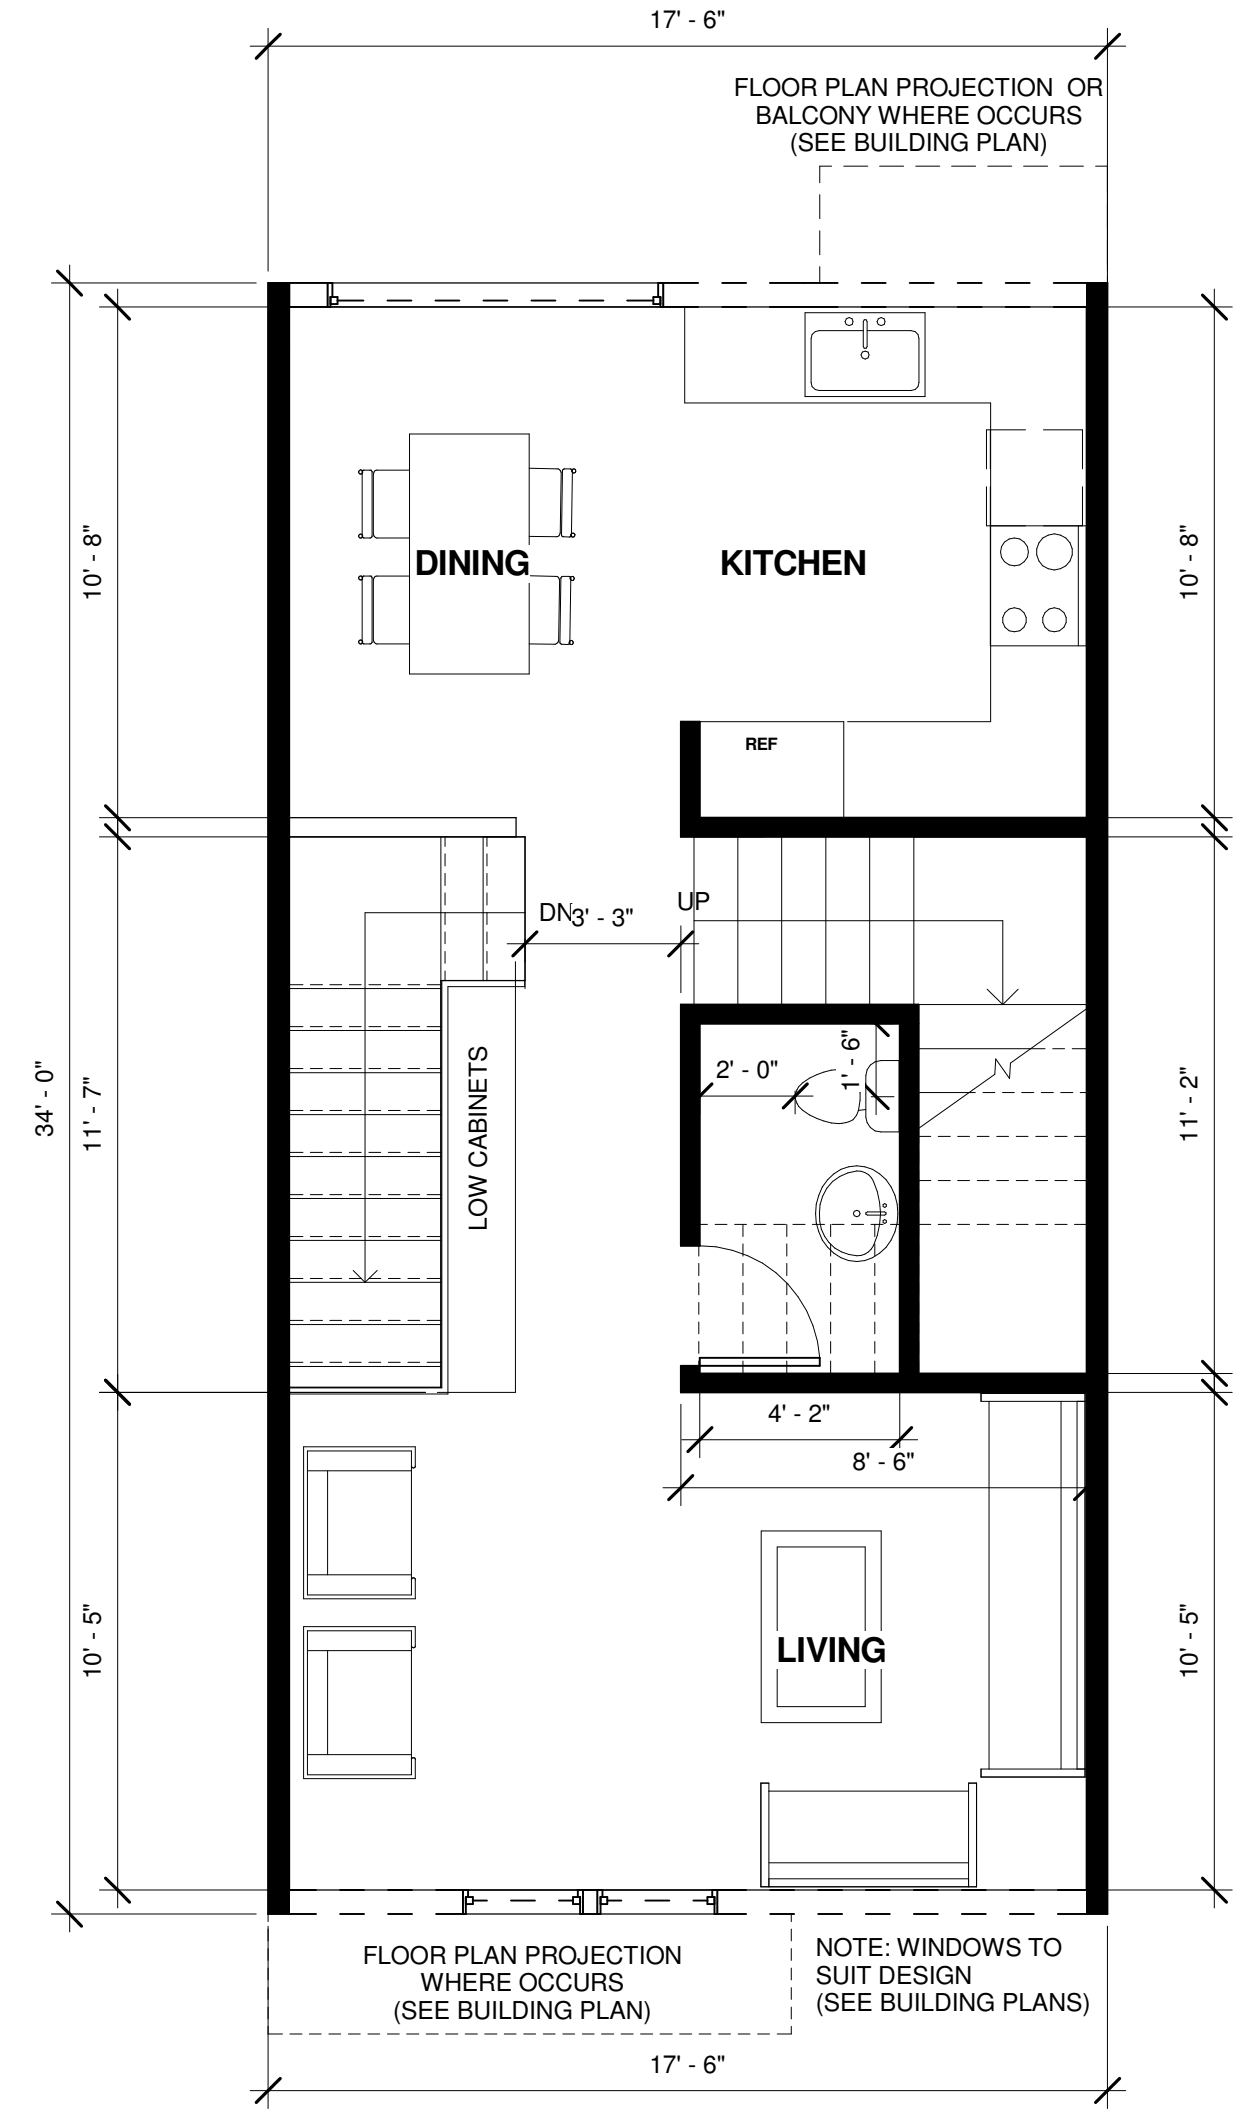 17' - 6"
FLOOR PLAN PROJECTION OR
BALCONY WHERE OCCURS
(SEE BUILDING PLAN)
10' - 8"
DINING
KITCHEN
10' - 8"
REF
DN
3' - 3"
UP
34' - 0"
11' - 7"
LOW CABINETS
2' - 0"
1' - 6"
11' - 2"
4' - 2"
8' - 6"
10' - 5"
LIVING
10' - 5"
FLOOR PLAN PROJECTION
WHERE OCCURS
(SEE BUILDING PLAN)
NOTE: WINDOWS TO
SUIT DESIGN
(SEE BUILDING PLANS)
17' - 6"